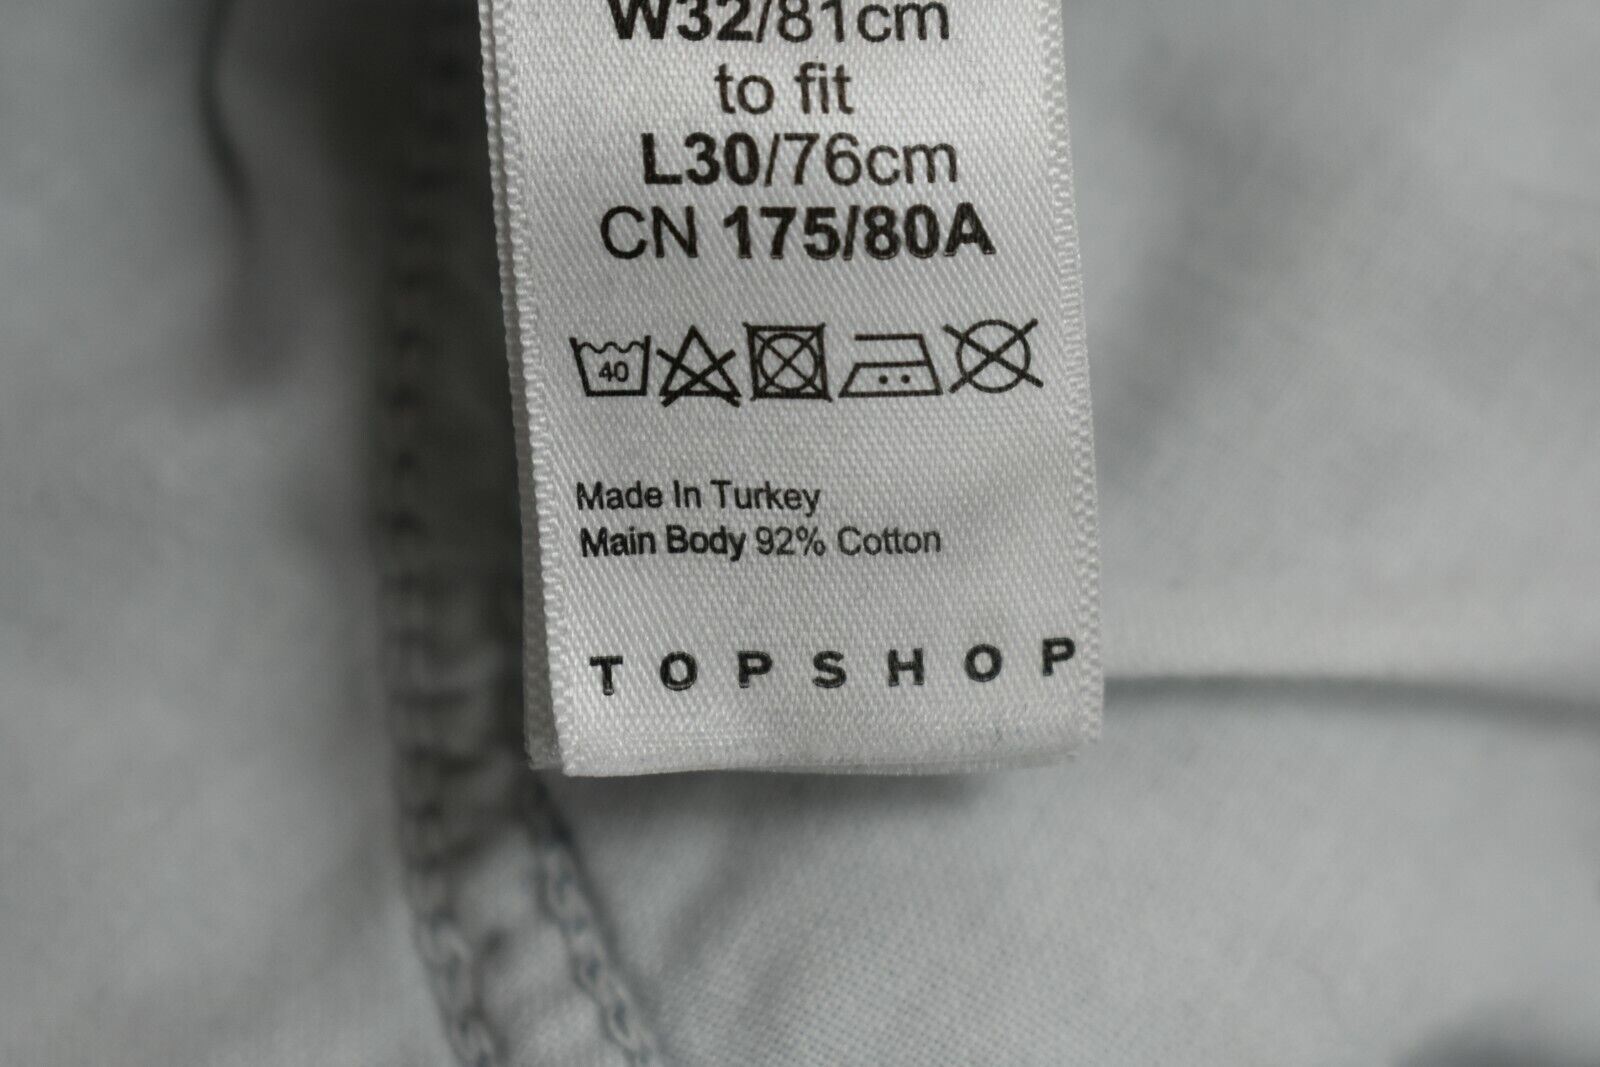 W32/81cm
to fit
L30/76cm
CN 175/80A
40
Made In Turkey
Main Body 92% Cotton
TOPSHOP